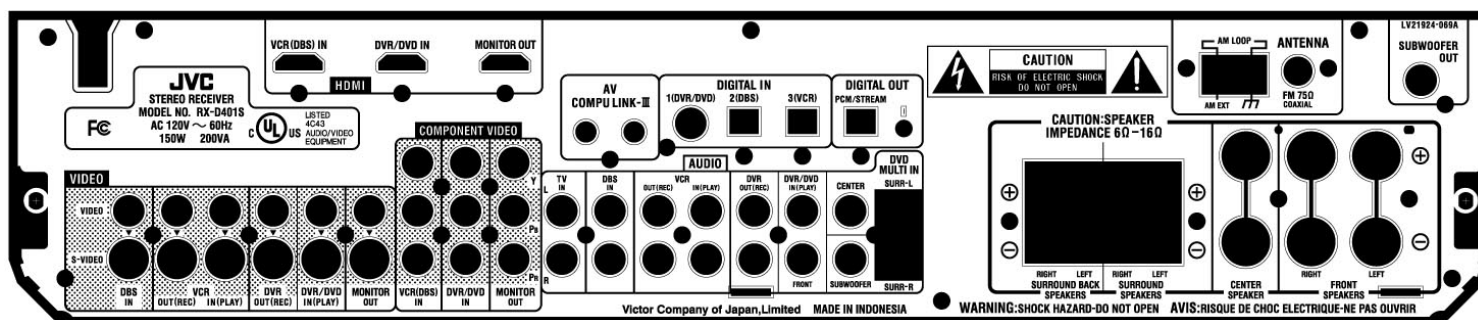 VCR(DBS) IN
DVR/DVD IN
MONITOR OUT
HDMI
JVC
STEREO RECEIVER
MODEL NO. RX-D401S
AC 120V ~ 60Hz
150W 200VA
FC
C UL US
LISTED
4C43
AUDIO/VIDEO
EQUIPMENT
AV
COMPU LINK-III
DIGITAL IN
1(DVR/DVD)
2(DBS)
3(VCR)
DIGITAL OUT
PCM/STREAM
CAUTION
RISK OF ELECTRIC SHOCK
DO NOT OPEN
AM LOOP
AM EXT
ANTENNA
FM 75Ω
COAXIAL
LV21924-069A
SUBWOOFER
OUT
VIDEO
VIDEO
S-VIDEO
DBS
IN
VCR
OUT(REC) IN(PLAY)
DVR
OUT(REC)
DVR/DVD
IN(PLAY)
MONITOR
OUT
COMPONENT VIDEO
Y
PB
PR
VCR(DBS)
IN
DVR/DVD
IN
MONITOR
OUT
AUDIO
L
R
TV
IN
DBS
IN
VCR
OUT(REC) IN(PLAY)
DVR
OUT(REC)
DVR/DVD
IN(PLAY)
FRONT
CENTER
SUBWOOFER
DVD
MULTI IN
SURR-L
SURR-R
CAUTION:SPEAKER
IMPEDANCE 6Ω-16Ω
+ + +
- - -
RIGHT LEFT
SURROUND BACK
SPEAKERS
RIGHT LEFT
SURROUND
SPEAKERS
CENTER
SPEAKER
RIGHT LEFT
FRONT
SPEAKERS
Victor Company of Japan,Limited MADE IN INDONESIA
WARNING:SHOCK HAZARD-DO NOT OPEN AVIS:RISQUE DE CHOC ELECTRIQUE-NE PAS OUVRIR